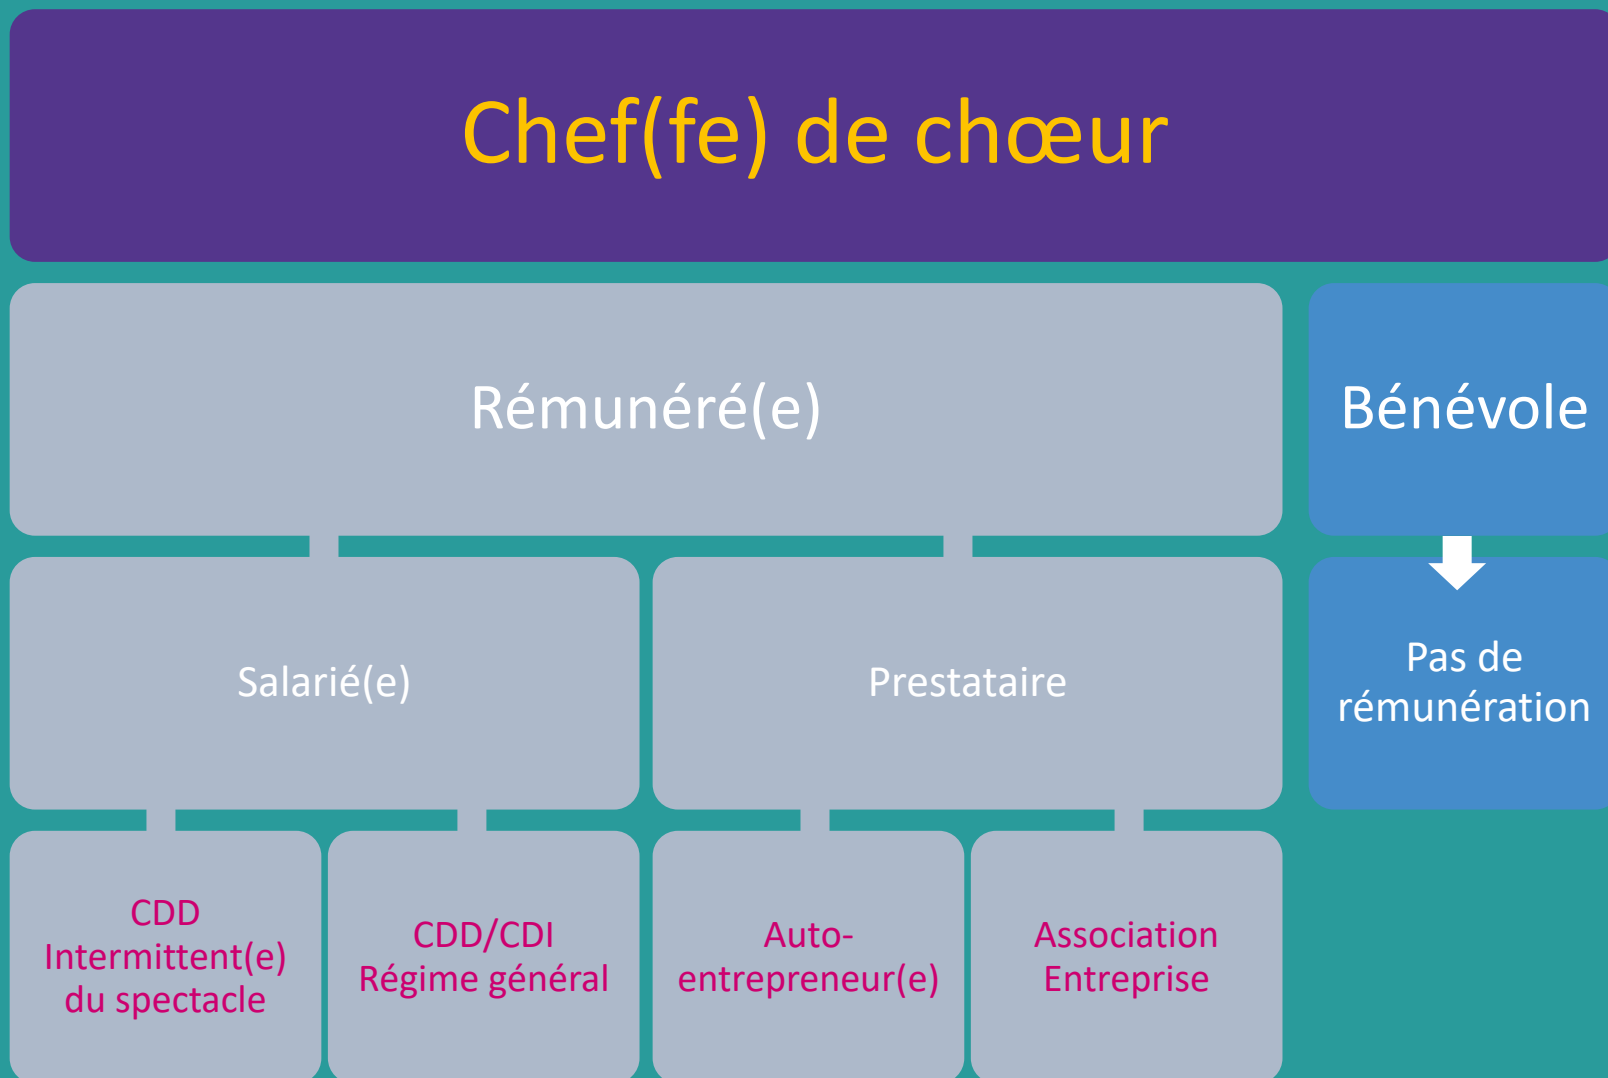 Chef(fe) de chœur
Rémunéré(e)
Bénévole
Salarié(e)
Prestataire
Pas de
rémunération
CDD
Intermittent(e)
du spectacle
CDD/CDI
Régime général
Auto-
entrepreneur(e)
Association
Entreprise